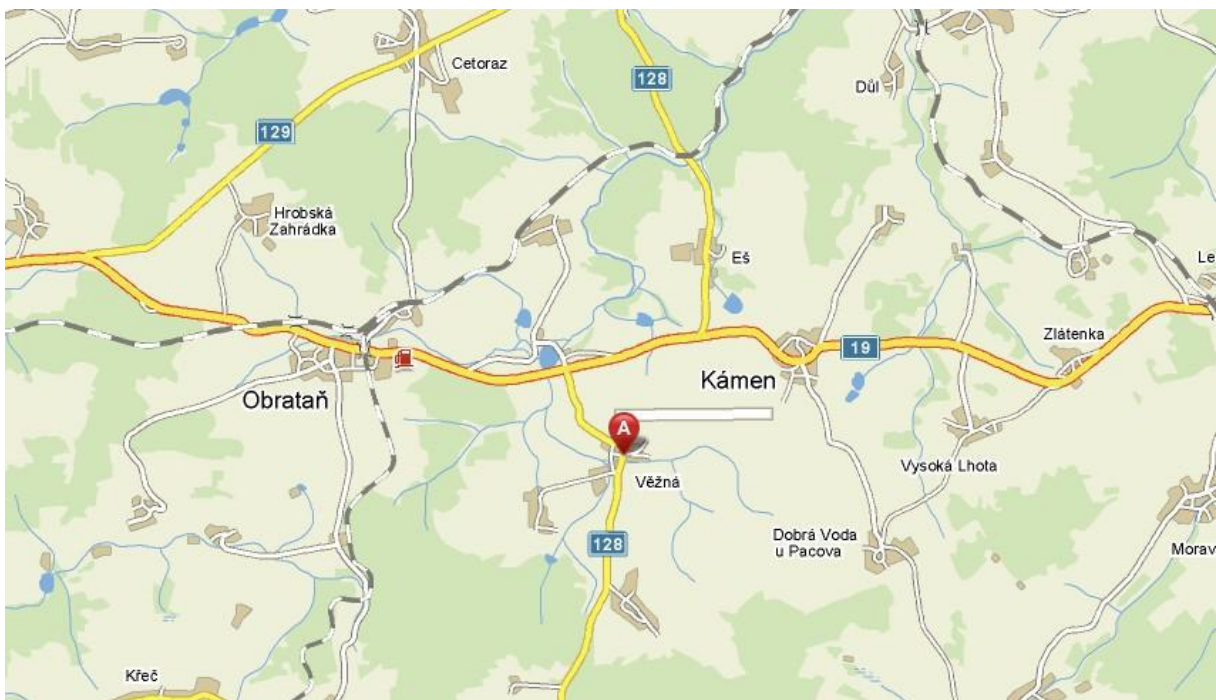 Cetoraz
128
Důl
129
Hrobská
Zahrádka
Eš
Le
Zlátenka
19
Kámen
Obrataň
A
Vysoká Lhota
Věžná
Dobrá Voda
u Pacova
128
Morav
Křeč